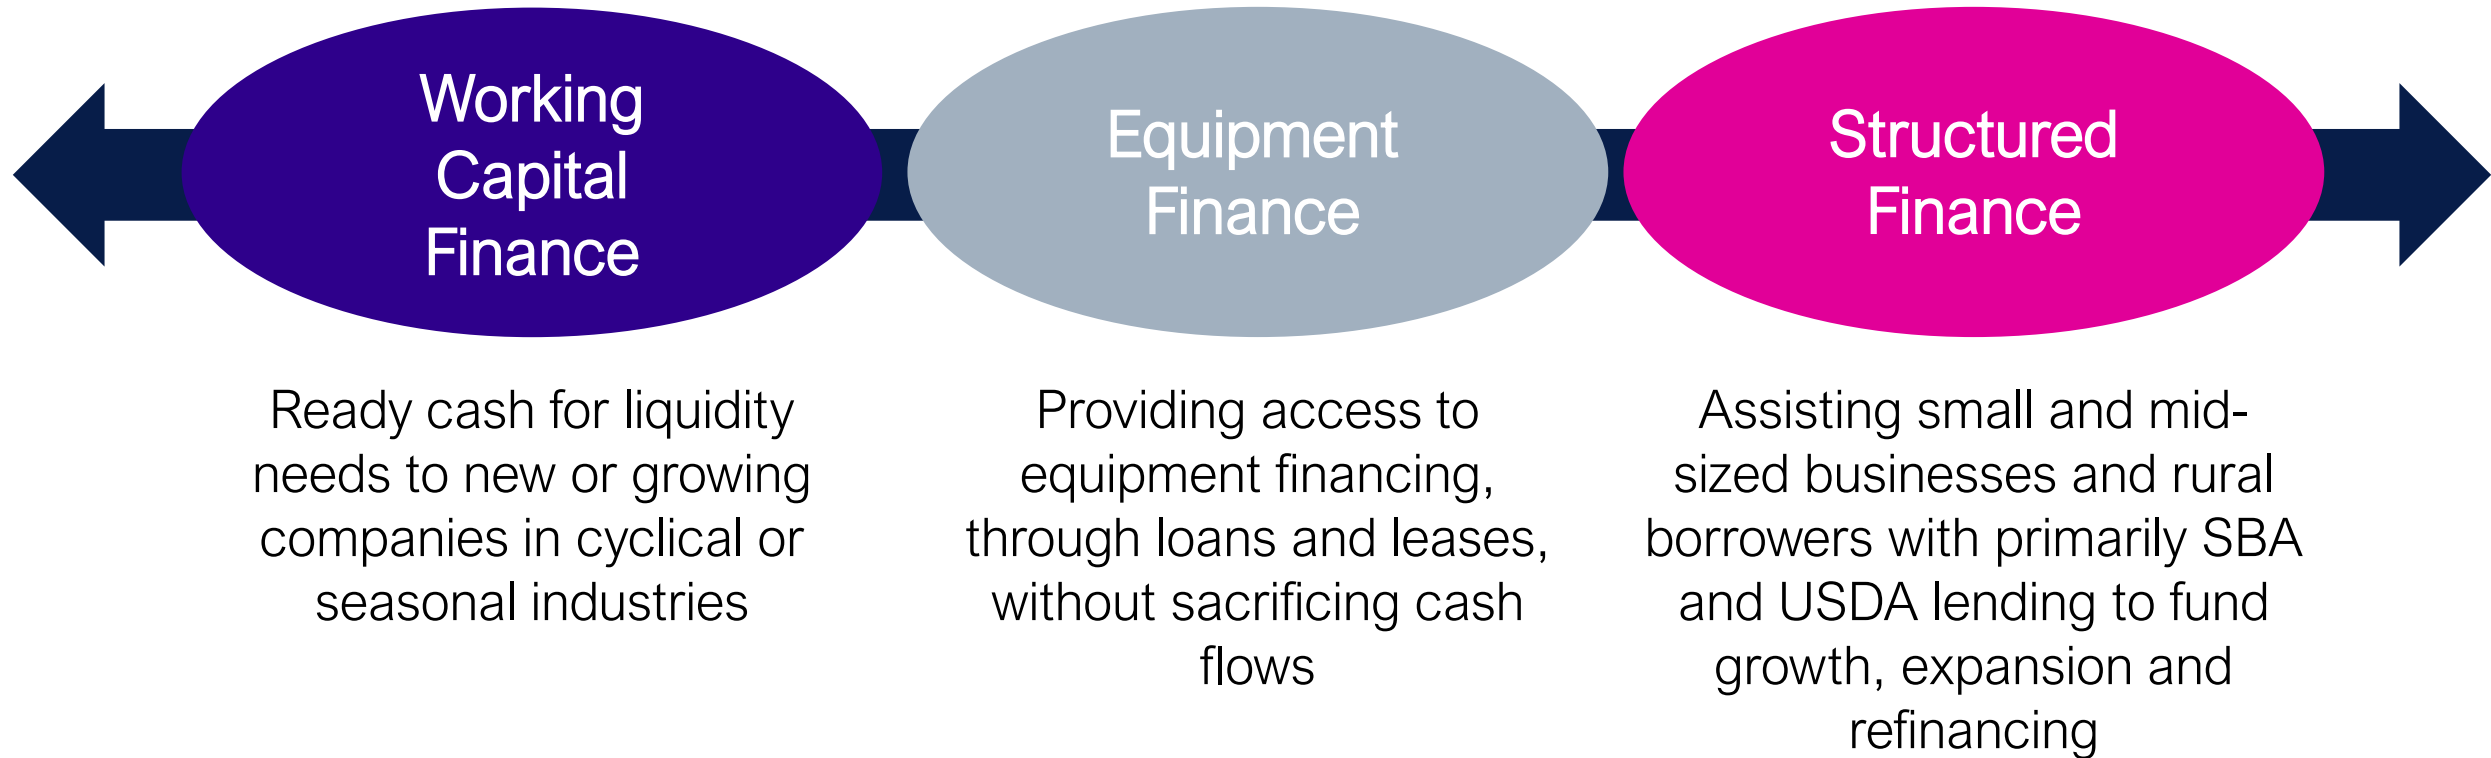 Working
Capital
Finance
Equipment
Finance
Structured
Finance
Ready cash for liquidity
needs to new or growing
companies in cyclical or
seasonal industries
Providing access to
equipment financing,
through loans and leases,
without sacrificing cash
flows
Assisting small and mid-
sized businesses and rural
borrowers with primarily SBA
and USDA lending to fund
growth, expansion and
refinancing